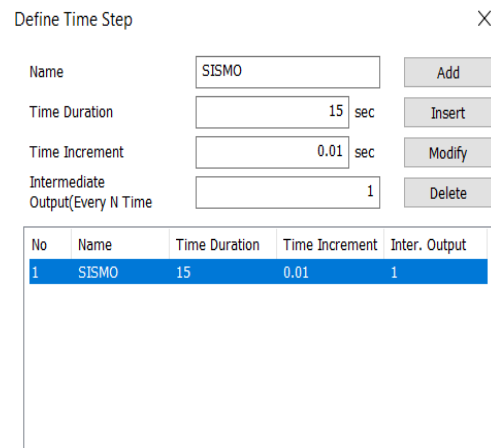 Define Time Step
Name SISMO Add
Time Duration 15 sec Insert
Time Increment 0.01 sec Modify
Intermediate
Output(Every N Time 1 Delete
No Name Time Duration Time Increment Inter. Output
1 SISMO 15 0.01 1